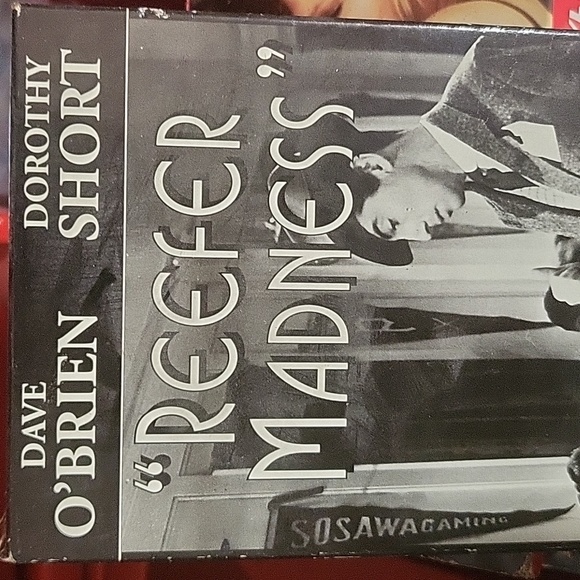 DAVE
O'BRIEN
DOROTHY
SHORT
"REEFER
MADNESS"
SOSAWAGAMING